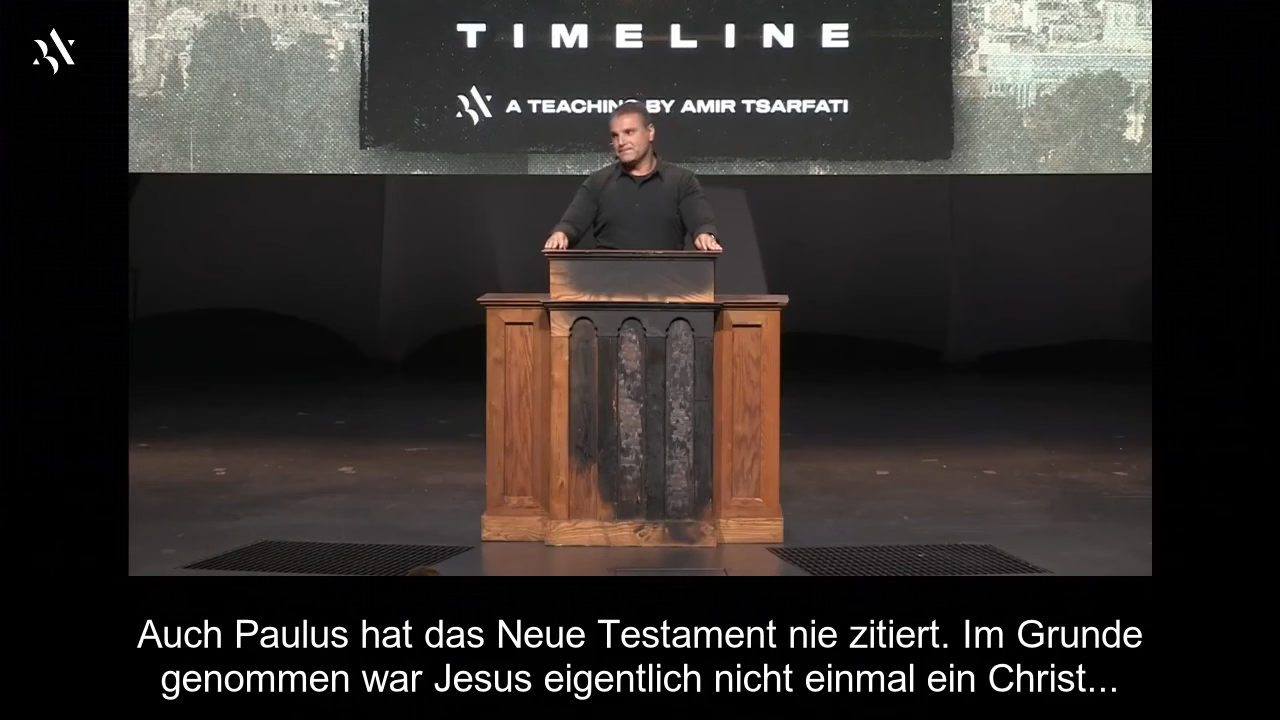 TIMELINE
A TEACHING BY AMIR TSARFATI
Auch Paulus hat das Neue Testament nie zitiert. Im Grunde
genommen war Jesus eigentlich nicht einmal ein Christ...